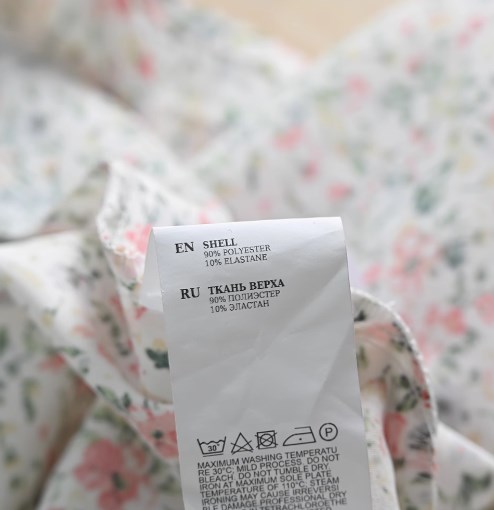 EN SHELL
90% POLYESTER
10% ELASTANE
RU ТКАНЬ ВЕРХА
90% ПОЛИЭСТЕР
10% ЭЛАСТАН
30° P
MAXIMUM WASHING TEMPERATU
RE 30°C. MILD PROCESS. DO NOT
BLEACH. DO NOT TUMBLE DRY.
IRON AT MAXIMUM SOLE PLATE
TEMPERATURE OF 110°C. STEAM
IRONING MAY CAUSE IRREVERSI
BLE DAMAGE. PROFESSIONAL DRY